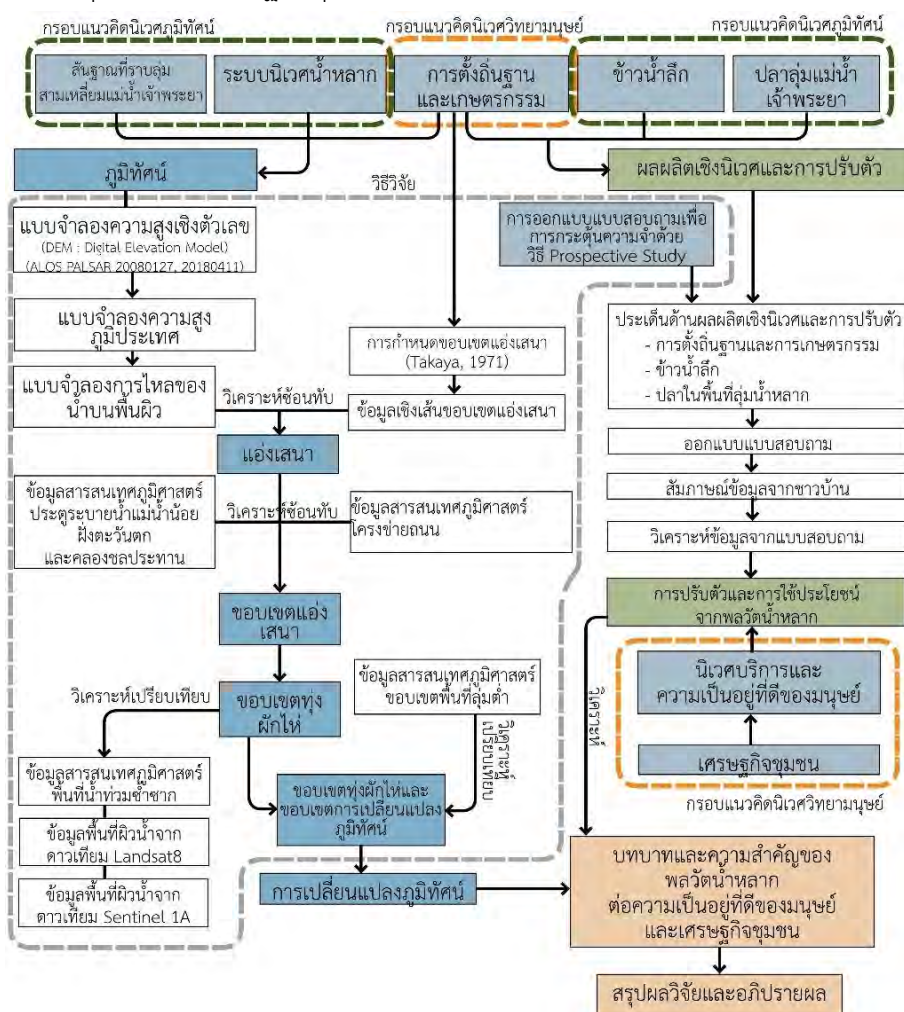 กรอบแนวคิดนิเวศภูมิทัศน์
กรอบแนวคิดนิเวศวิทยามนุษย์
กรอบแนวคิดนิเวศภูมิทัศน์
สัณฐานที่ราบลุ่ม
สามเหลี่ยมแม่น้ำเจ้าพระยา
ระบบนิเวศน้ำหลาก
การตั้งถิ่นฐาน
และเกษตรกรรม
ข้าวน้ำลึก
ปลาลุ่มแม่น้ำ
เจ้าพระยา
ภูมิทัศน์
วิธีวิจัย
ผลผลิตเชิงนิเวศและการปรับตัว
แบบจำลองความสูงเชิงตัวเลข
(DEM : Digital Elevation Model)
(ALOS PALSAR 20080127, 20180411)
การออกแบบแบบสอบถามเพื่อ
การกระตุ้นความจำด้วย
วิธี Prospective Study
แบบจำลองความสูง
ภูมิประเทศ
การกำหนดขอบเขตแอ่งเสนา
(Takaya, 1971)
ประเด็นด้านผลผลิตเชิงนิเวศและการปรับตัว
- การตั้งถิ่นฐานและการเกษตรกรรม
- ข้าวน้ำลึก
- ปลาในพื้นที่ลุ่มน้ำหลาก
แบบจำลองการไหลของ
น้ำบนพื้นผิว
วิเคราะห์ซ้อนทับ
ข้อมูลเชิงเส้นขอบเขตแอ่งเสนา
ออกแบบแบบสอบถาม
แอ่งเสนา
สัมภาษณ์ข้อมูลจากชาวบ้าน
ข้อมูลสารสนเทศภูมิศาสตร์
ประตูระบายน้ำแม่น้ำน้อย
ฝั่งตะวันตก
และคลองชลประทาน
วิเคราะห์ซ้อนทับ
ข้อมูลสารสนเทศภูมิศาสตร์
โครงข่ายถนน
วิเคราะห์ข้อมูลจากแบบสอบถาม
ขอบเขตแอ่ง
เสนา
การปรับตัวและการใช้ประโยชน์
จากพลวัตน้ำหลาก
วิเคราะห์เปรียบเทียบ
ขอบเขตทุ่ง
ผักไห่
ข้อมูลสารสนเทศภูมิศาสตร์
ขอบเขตพื้นที่ลุ่มต่ำ
วิเคราะห์
นิเวศบริการและ
ความเป็นอยู่ที่ดีของมนุษย์
วิเคราะห์
เปรียบเทียบ
เศรษฐกิจชุมชน
ข้อมูลสารสนเทศภูมิศาสตร์
พื้นที่น้ำท่วมซ้ำซาก
ขอบเขตทุ่งผักไห่และ
ขอบเขตการเปลี่ยนแปลง
ภูมิทัศน์
กรอบแนวคิดนิเวศวิทยามนุษย์
ข้อมูลพื้นที่ผิวน้ำจาก
ดาวเทียม Landsat8
บทบาทและความสำคัญของ
พลวัตน้ำหลาก
ต่อความเป็นอยู่ที่ดีของมนุษย์
และเศรษฐกิจชุมชน
ข้อมูลพื้นที่ผิวน้ำจาก
ดาวเทียม Sentinel 1A
การเปลี่ยนแปลงภูมิทัศน์
สรุปผลวิจัยและอภิปรายผล